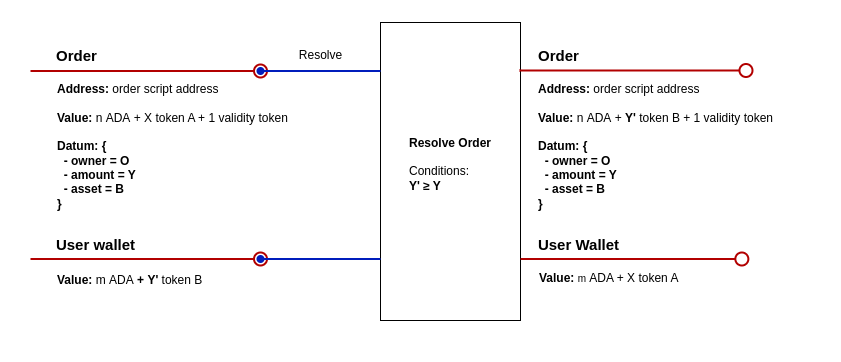 Order
Resolve
Address: order script address
Value: n ADA + X token A + 1 validity token
Datum: {
- owner = O
- amount = Y
- asset = B
}
User wallet
Value: m ADA + Y' token B
Resolve Order
Conditions:
Y' ≥ Y
Order
Address: order script address
Value: n ADA + Y' token B + 1 validity token
Datum: {
- owner = O
- amount = Y
- asset = B
}
User Wallet
Value: m ADA + X token A